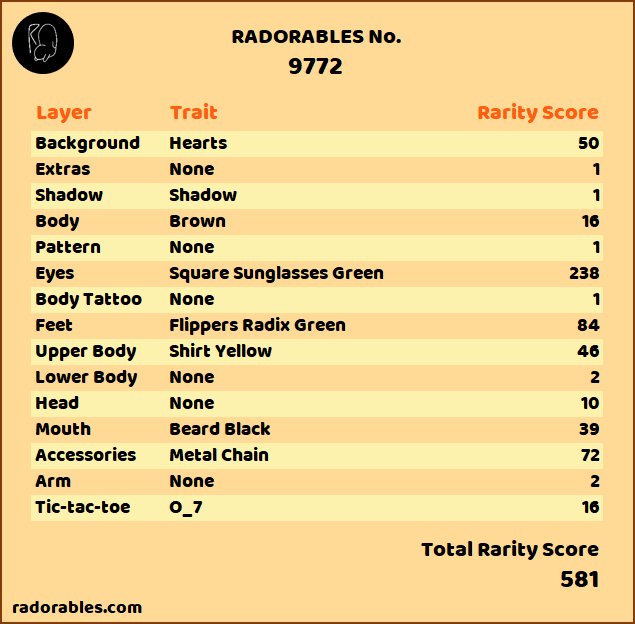 RADORABLES No.
9772
Layer Trait Rarity Score
Background Hearts 50
Extras None 1
Shadow Shadow 1
Body Brown 16
Pattern None 1
Eyes Square Sunglasses Green 238
Body Tattoo None 1
Feet Flippers Radix Green 84
Upper Body Shirt Yellow 46
Lower Body None 2
Head None 10
Mouth Beard Black 39
Accessories Metal Chain 72
Arm None 2
Tic-tac-toe O_7 16
Total Rarity Score
581
radorables.com